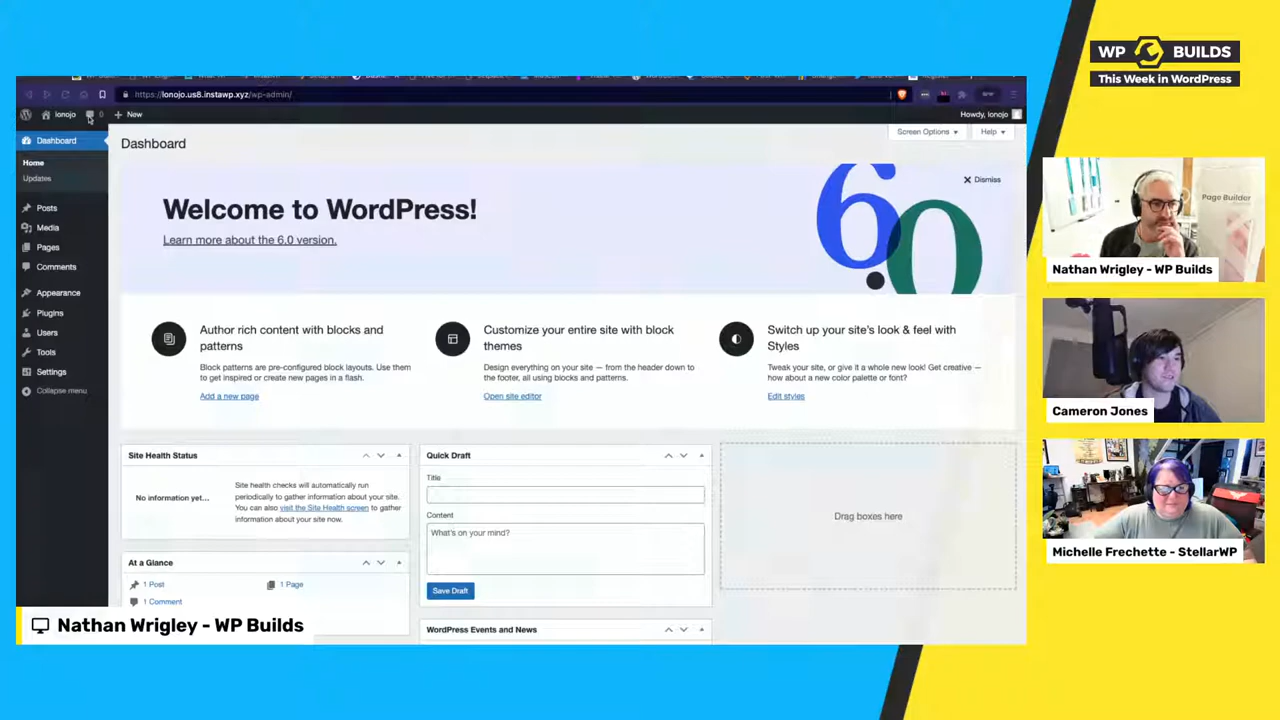 WP BUILDS
This Week in WordPress
https://lonojo.us8.instawp.xyz/wp-admin/
lonojo
0
New
Howdy, lonojo
Dashboard
Screen Options
Help
Home
Updates
Posts
Media
Pages
Comments
Appearance
Plugins
Users
Tools
Settings
Collapse menu
Dashboard
Dismiss
Welcome to WordPress!
Learn more about the 6.0 version.
6.0
Author rich content with blocks and
patterns
Block patterns are pre-configured block layouts. Use them
to get inspired or create new pages in a flash.
Add a new page
Customize your entire site with block
themes
Design everything on your site — from the header down to
the footer, all using blocks and patterns.
Open site editor
Switch up your site's look & feel with
Styles
Tweak your site, or give it a whole new look! Get creative —
how about a new color palette or font?
Edit styles
Site Health Status
No information yet...
Site health checks will automatically run
periodically to gather information about your site.
You can also visit the Site Health screen to gather
information about your site now.
At a Glance
1 Post
1 Page
1 Comment
Quick Draft
Title
Content
What's on your mind?
Save Draft
WordPress Events and News
Drag boxes here
Nathan Wrigley - WP Builds
Page Builder
Nathan Wrigley - WP Builds
Cameron Jones
Michelle Frechette - StellarWP